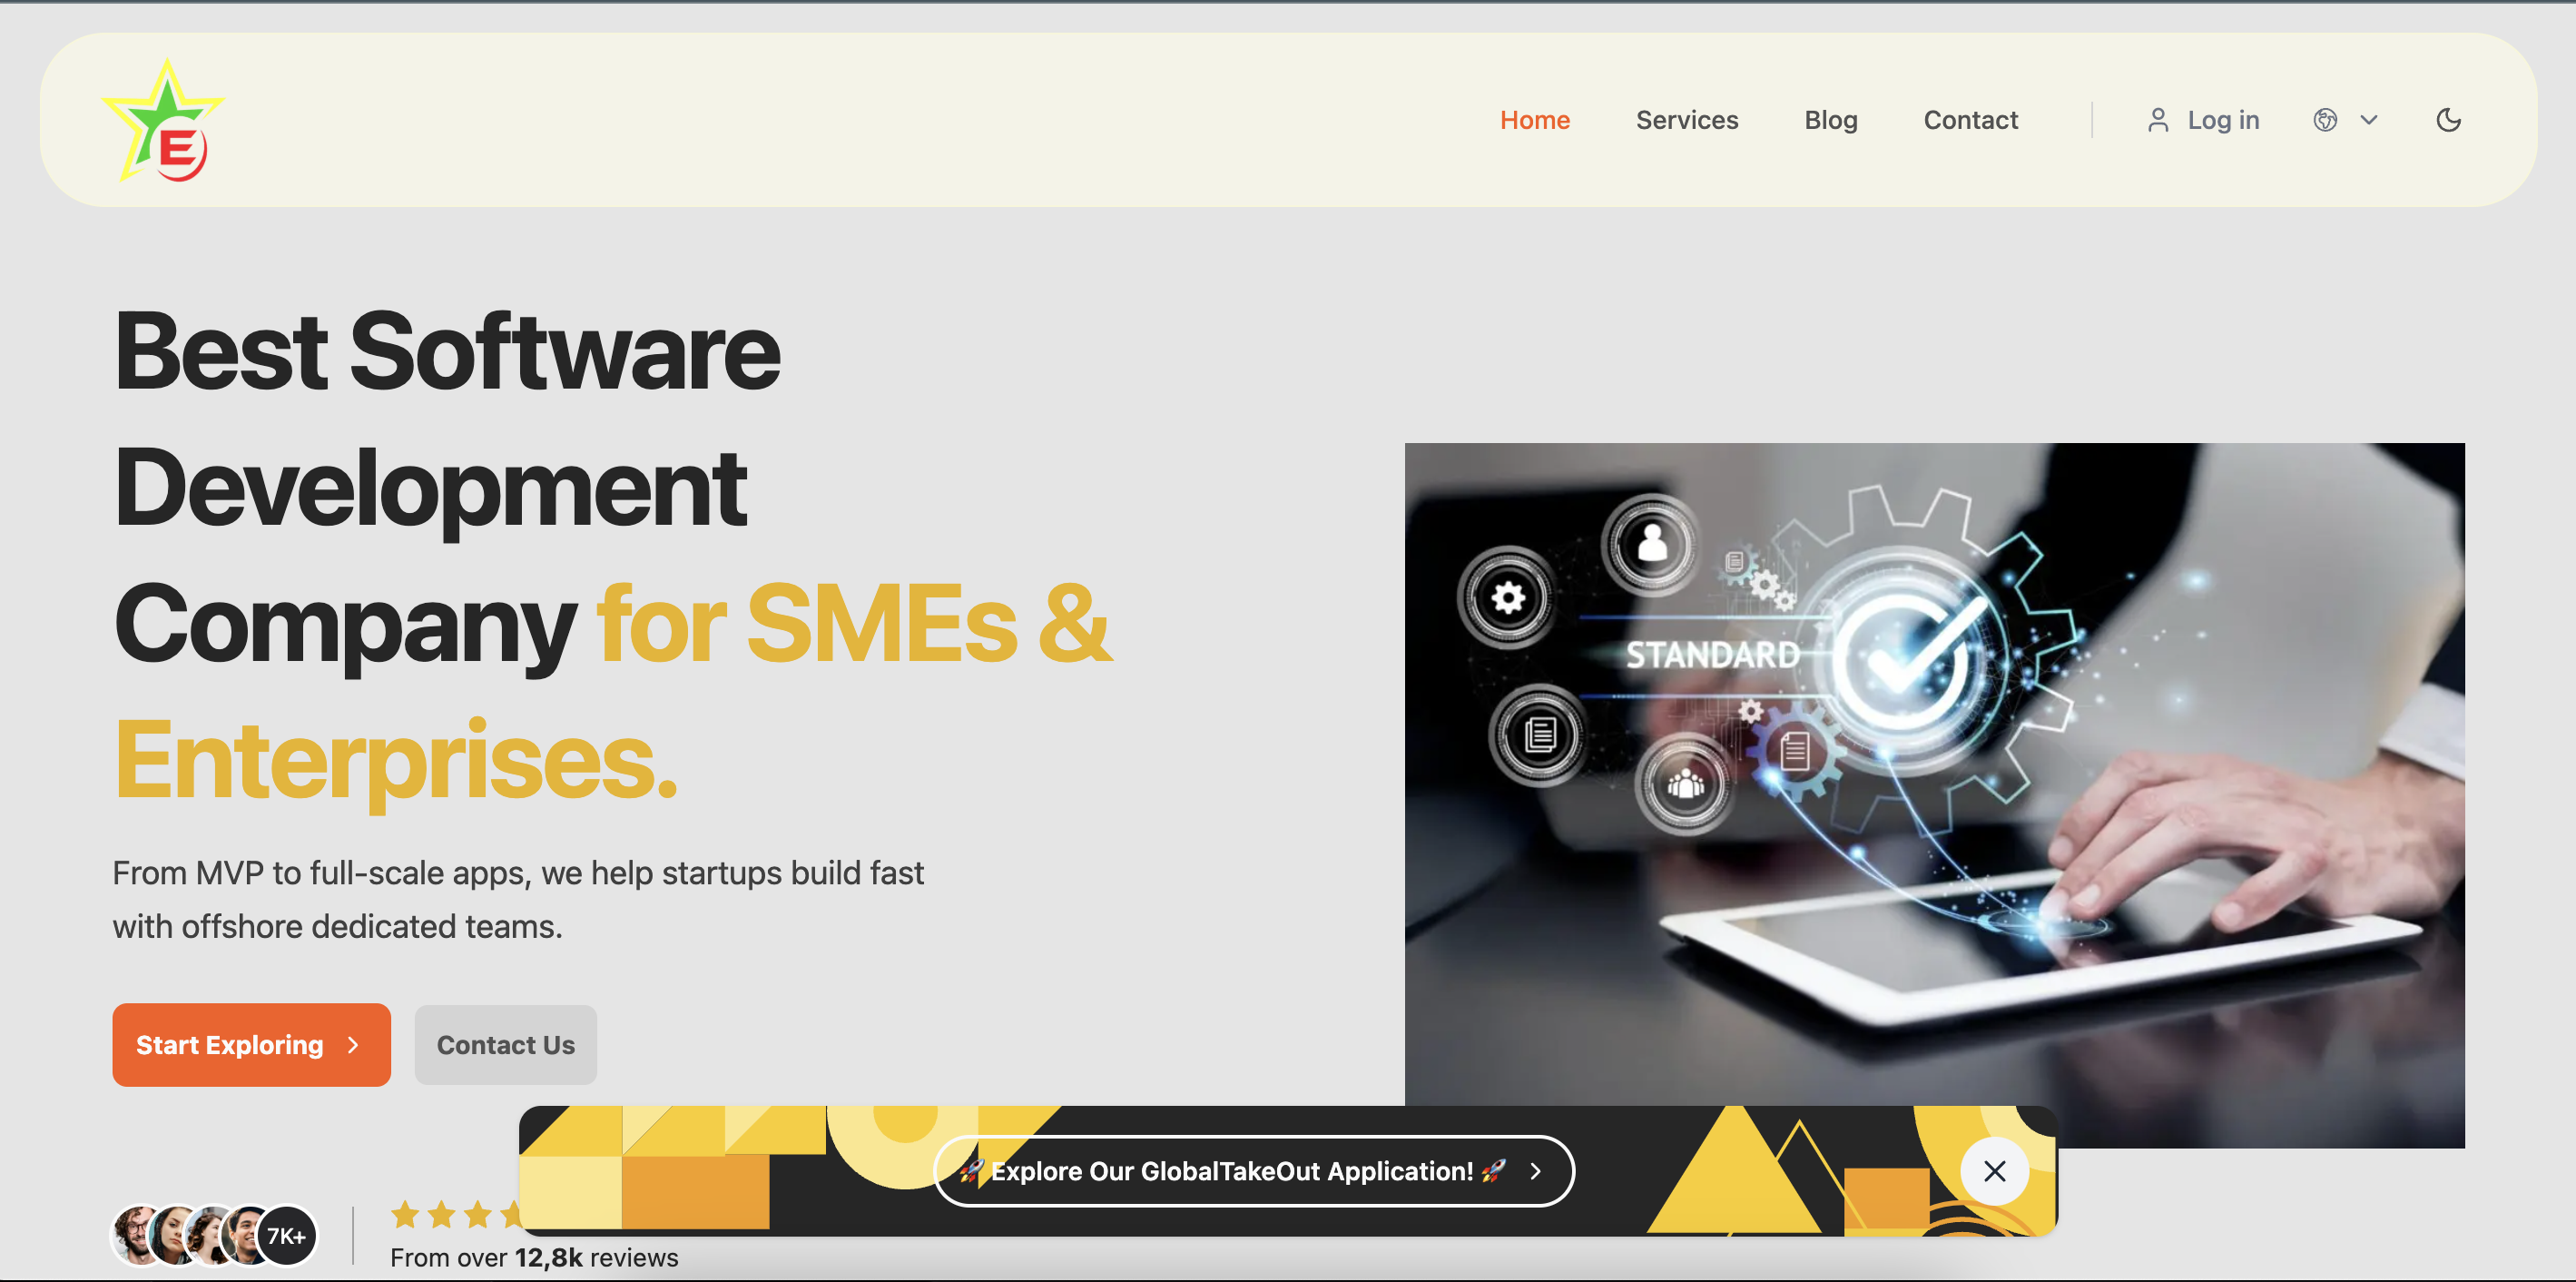 E
Home Services Blog Contact Log in
Best Software
Development
Company for SMEs &
Enterprises.
From MVP to full-scale apps, we help startups build fast
with offshore dedicated teams.
Start Exploring
Contact Us
STANDARD
🚀 Explore Our GlobalTakeOut Application! 🚀
7K+
From over 12,8k reviews